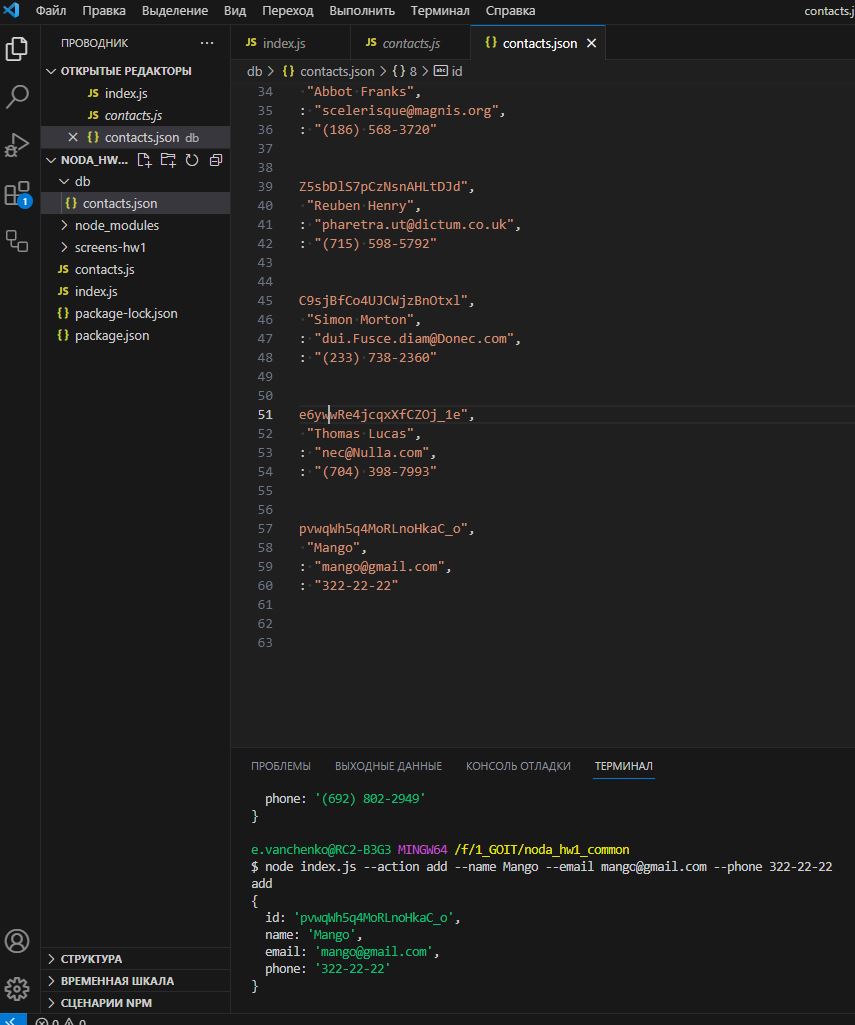 Файл Правка Выделение Вид Переход Выполнить Терминал Справка contacts.j
ПРОВОДНИК ...
ОТКРЫТЫЕ РЕДАКТОРЫ
JS index.js
JS contacts.js
{} contacts.json db
NODA_HW...
db
{} contacts.json
node_modules
screens-hw1
JS contacts.js
JS index.js
{} package-lock.json
{} package.json
1
СТРУКТУРА
ВРЕМЕННАЯ ШКАЛА
СЦЕНАРИИ NPM
0 0
JS index.js JS contacts.js {} contacts.json
db > {} contacts.json > {} 8 > abc id
34 "Abbot Franks",
35 : "scelerisque@magnis.org",
36 : "(186) 568-3720"
37
38
39 Z5sbDlS7pCzNsnAHLtDJd",
40 "Reuben Henry",
41 : "pharetra.ut@dictum.co.uk",
42 : "(715) 598-5792"
43
44
45 C9sjBfCo4UJCWjzBnOtxl",
46 "Simon Morton",
47 : "dui.Fusce.diam@Donec.com",
48 : "(233) 738-2360"
49
50
51 e6ywwRe4jcqxXfCZOj_1e",
52 "Thomas Lucas",
53 : "nec@Nulla.com",
54 : "(704) 398-7993"
55
56
57 pvwqWh5q4MoRLnoHkaC_o",
58 "Mango",
59 : "mango@gmail.com",
60 : "322-22-22"
61
62
63
ПРОБЛЕМЫ ВЫХОДНЫЕ ДАННЫЕ КОНСОЛЬ ОТЛАДКИ ТЕРМИНАЛ
phone: '(692) 802-2949'
}
e.vanchenko@RC2-B3G3 MINGW64 /f/1_GOIT/noda_hw1_common
$ node index.js --action add --name Mango --email mango@gmail.com --phone 322-22-22
add
{
id: 'pvwqWh5q4MoRLnoHkaC_o',
name: 'Mango',
email: 'mango@gmail.com',
phone: '322-22-22'
}